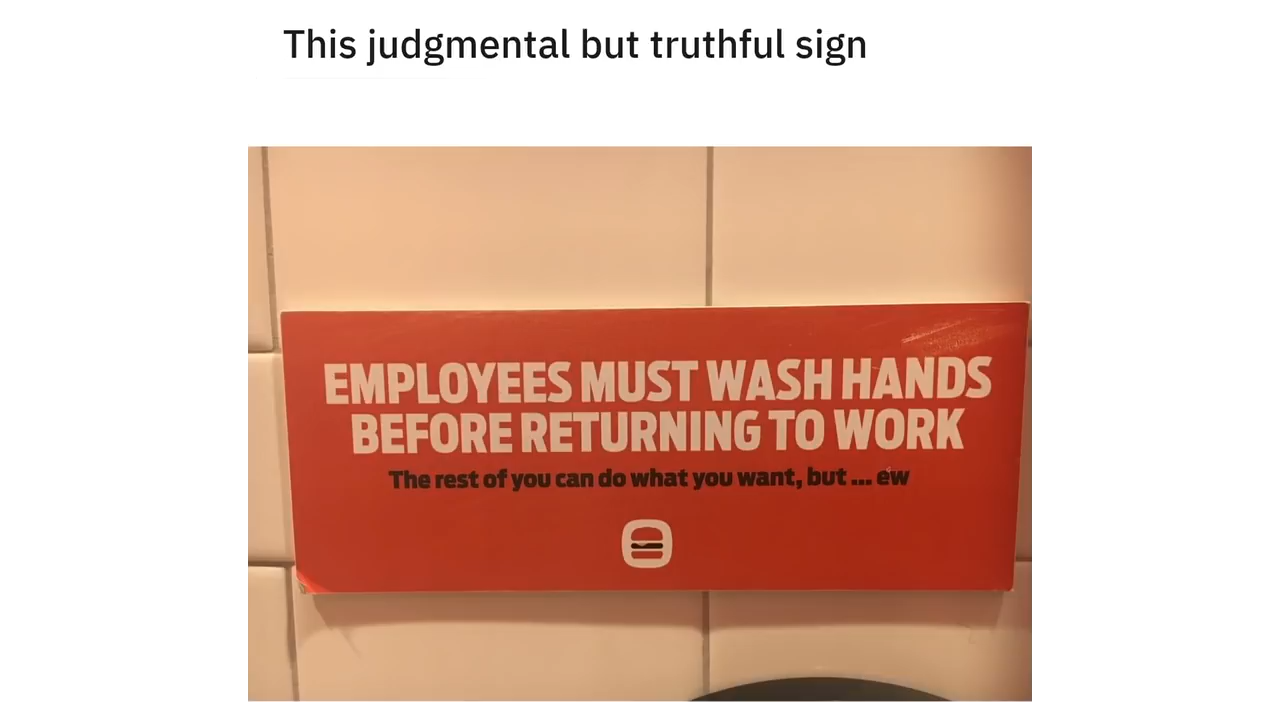 This judgmental but truthful sign
EMPLOYEES MUST WASH HANDS
BEFORE RETURNING TO WORK
The rest of you can do what you want, but ... ew